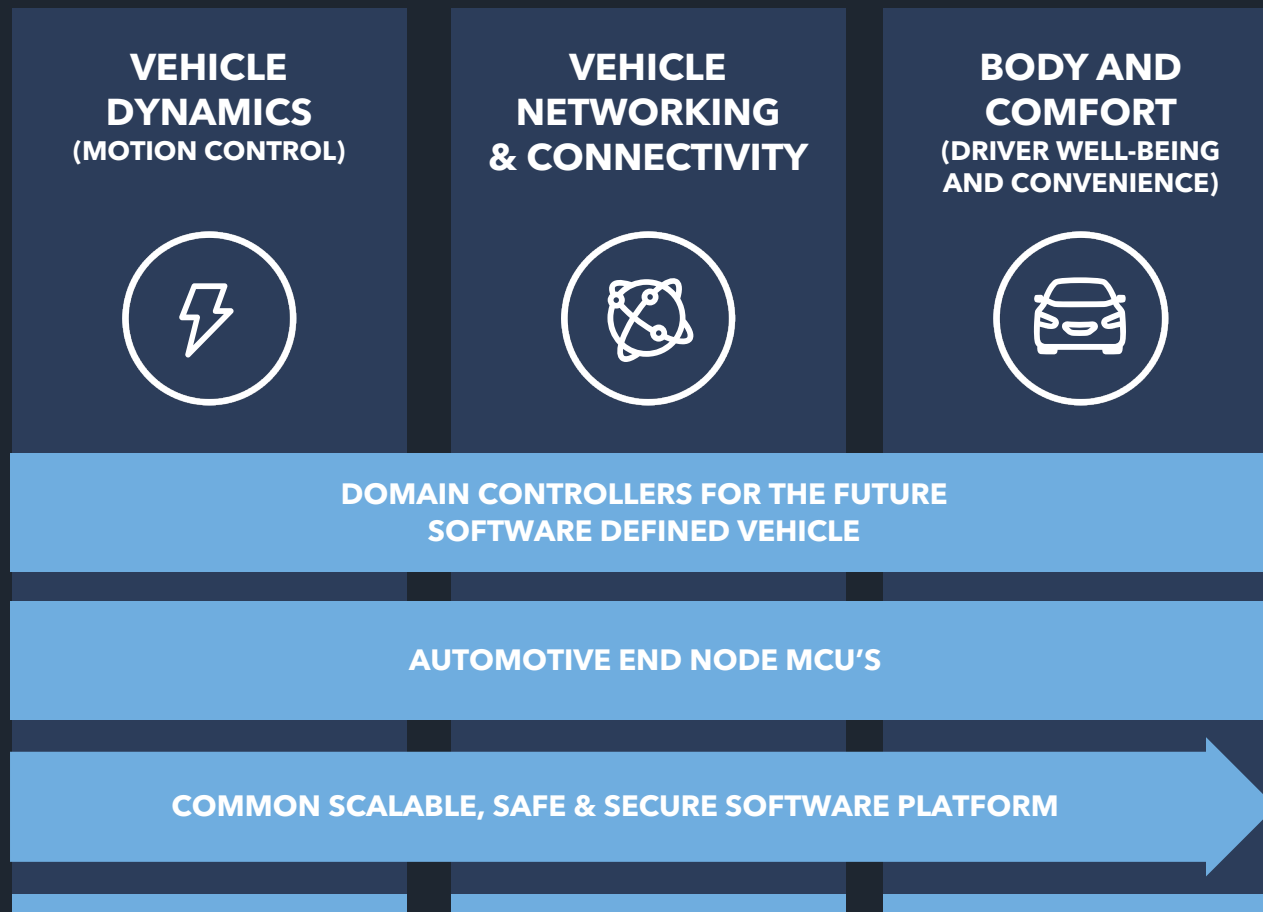 VEHICLE
DYNAMICS
(MOTION CONTROL)
VEHICLE
NETWORKING
& CONNECTIVITY
BODY AND
COMFORT
(DRIVER WELL-BEING
AND CONVENIENCE)
DOMAIN CONTROLLERS FOR THE FUTURE
SOFTWARE DEFINED VEHICLE
AUTOMOTIVE END NODE MCU’S
COMMON SCALABLE, SAFE & SECURE SOFTWARE PLATFORM